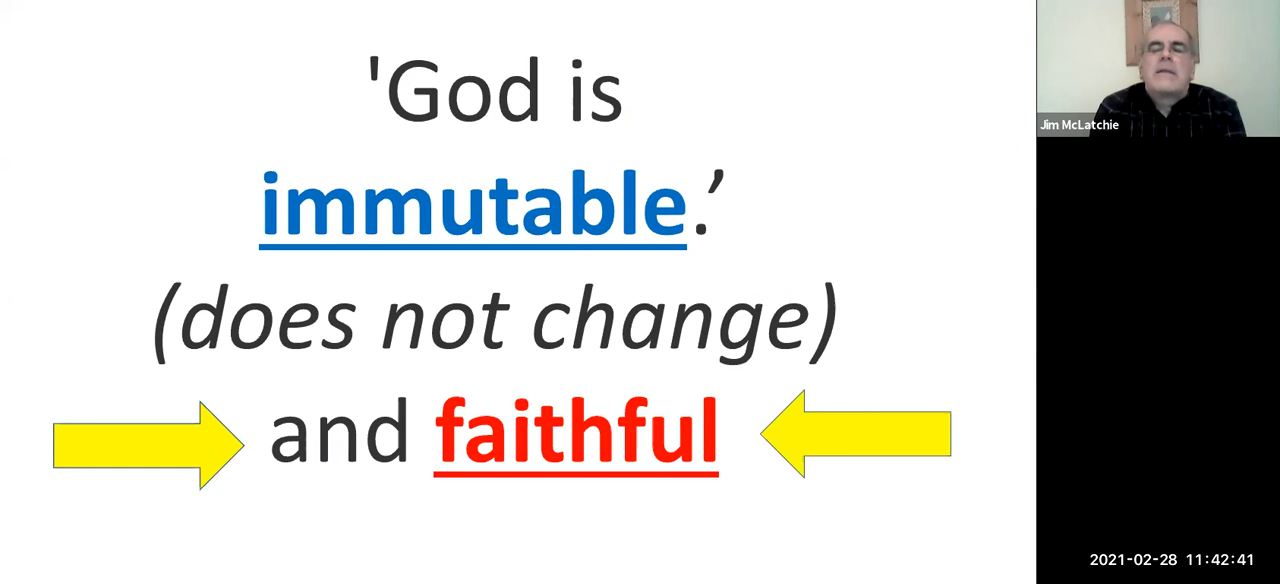 'God is
immutable.’
(does not change)
and faithful
Jim McLatchie
2021-02-28 11:42:41